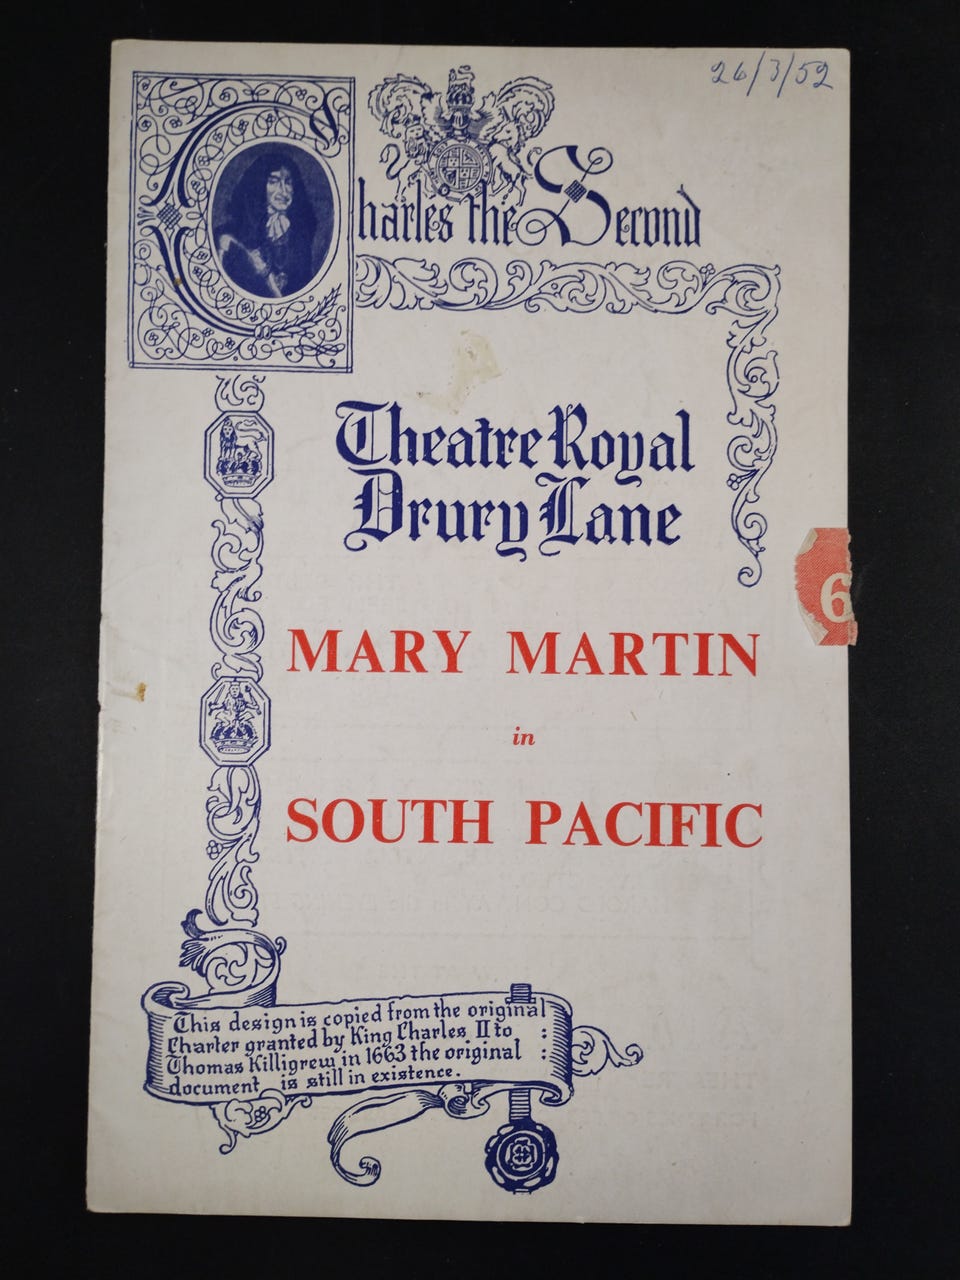 26/3/52
Charles the Second
Theatre Royal
Drury Lane
6
MARY MARTIN
in
SOUTH PACIFIC
This design is copied from the original
Charter granted by King Charles II to :
Thomas Killigrew in 1663 the original :
document is still in existence.